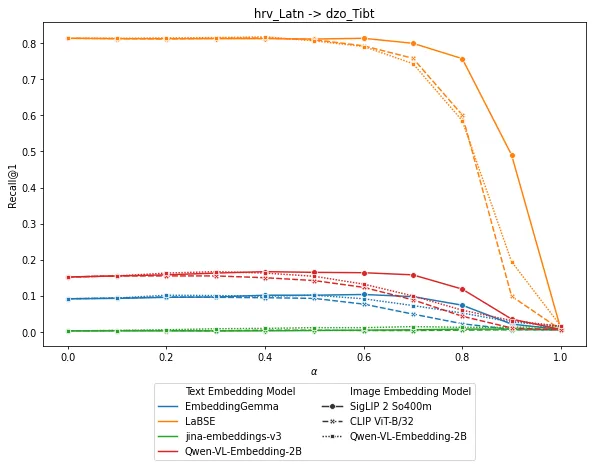 hrv_Latn -> dzo_Tibt
Recall@1
0.8
0.7
0.6
0.5
0.4
0.3
0.2
0.1
0.0
0.0 0.2 0.4 0.6 0.8 1.0
α
Text Embedding Model Image Embedding Model
EmbeddingGemma SigLIP 2 So400m
LaBSE CLIP ViT-B/32
jina-embeddings-v3 Qwen-VL-Embedding-2B
Qwen-VL-Embedding-2B